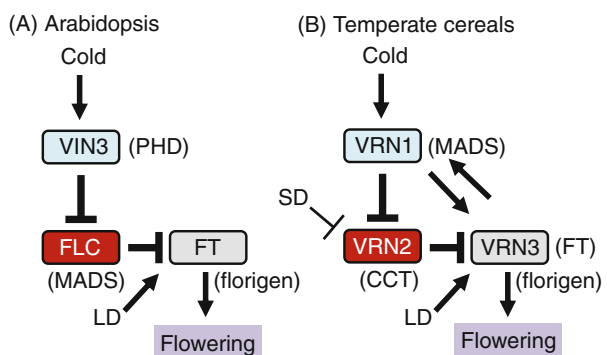 (A) Arabidopsis
Cold
VIN3 (PHD)
FLC
FT
(MADS)
(florigen)
LD
Flowering
(B) Temperate cereals
Cold
VRN1 (MADS)
SD
VRN2
VRN3 (FT)
(CCT)
(florigen)
LD
Flowering